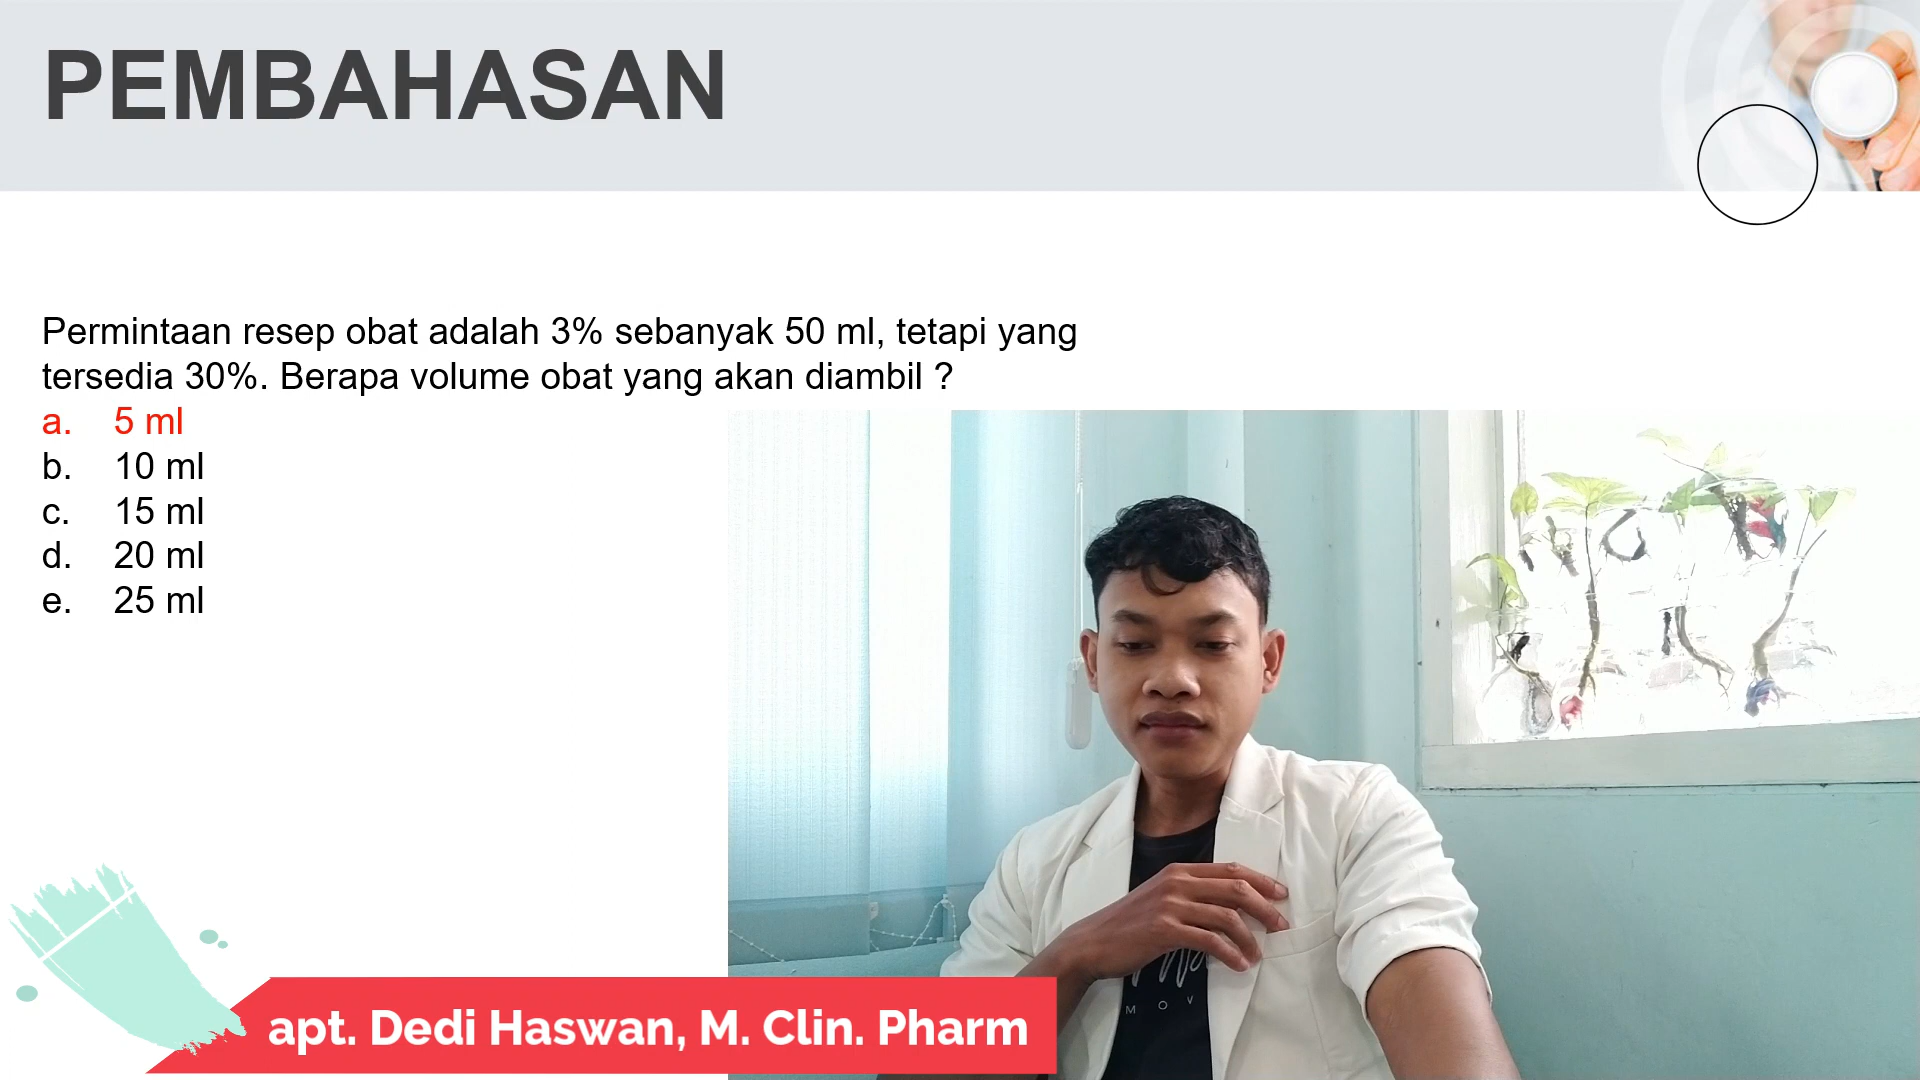 PEMBAHASAN
Permintaan resep obat adalah 3% sebanyak 50 ml, tetapi yang
tersedia 30%. Berapa volume obat yang akan diambil ?
a. 5 ml
b. 10 ml
c. 15 ml
d. 20 ml
e. 25 ml
M O V
apt. Dedi Haswan, M. Clin. Pharm